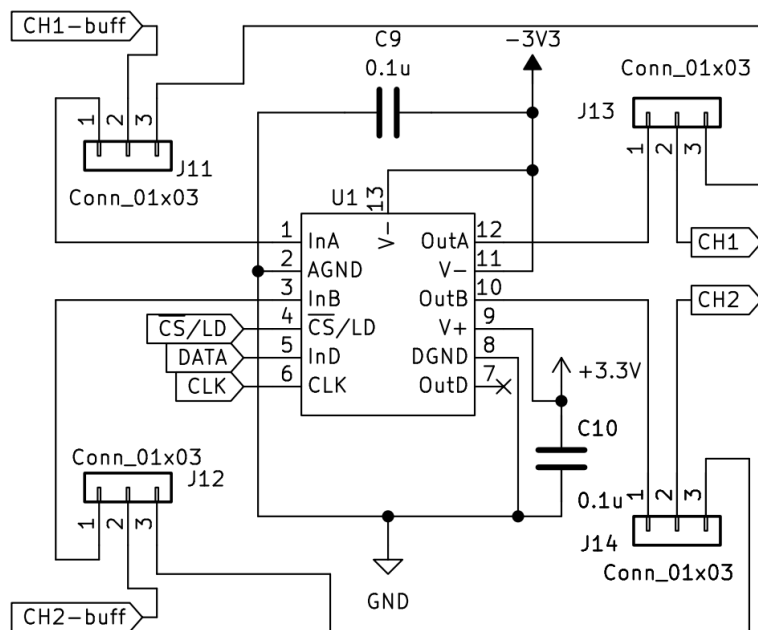 CH1-buff
C9
0.1u
-3V3
Conn_01x03
J13
1
2
3
J11
Conn_01x03
1
2
3
CH1
U1
13
V-
1
InA
OutA
12
2
AGND
V-
11
3
InB
OutB
10
CH2
C̅S̅/LD
4
C̅S̅/LD
V+
9
DATA
5
InD
DGND
8
CLK
6
CLK
OutD
7
+3.3V
C10
0.1u
Conn_01x03
J12
1
2
3
1
2
3
J14
Conn_01x03
GND
CH2-buff